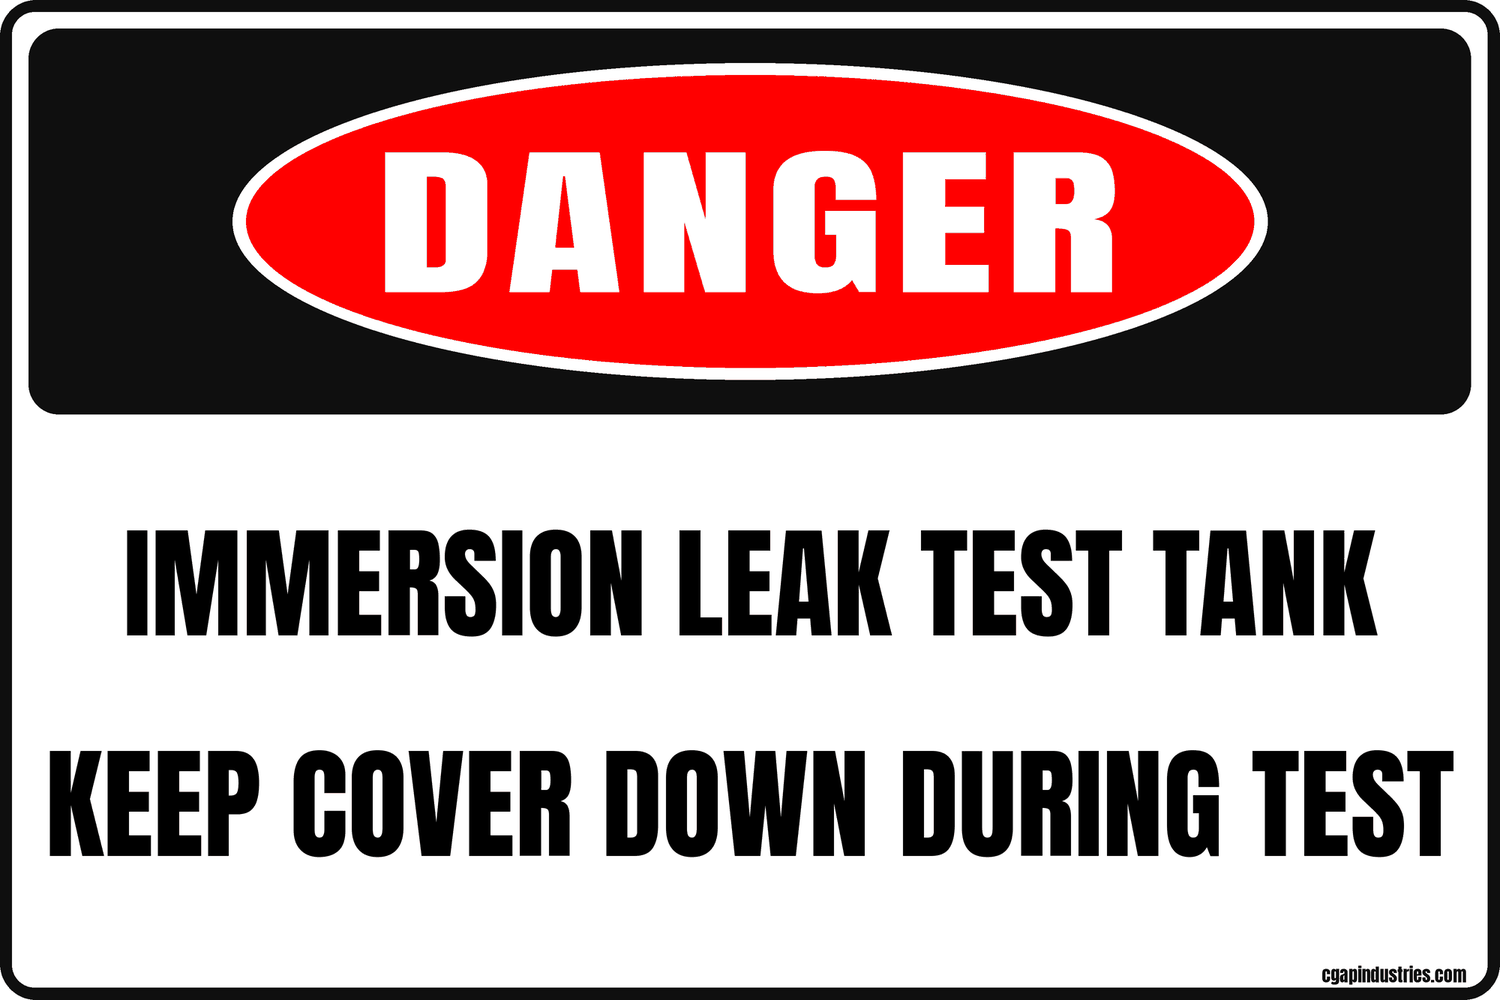 DANGER
IMMERSION LEAK TEST TANK
KEEP COVER DOWN DURING TEST
cgapindustries.com